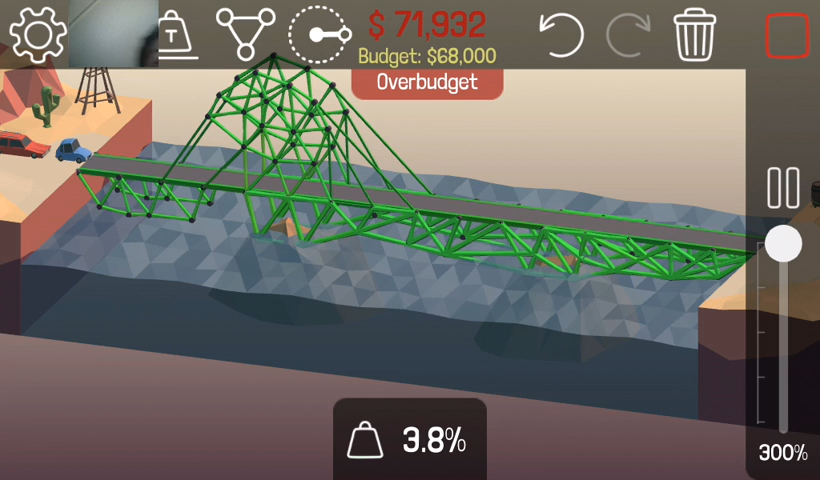 T
$ 71,932
Budget: $68,000
Overbudget
3.8%
300%